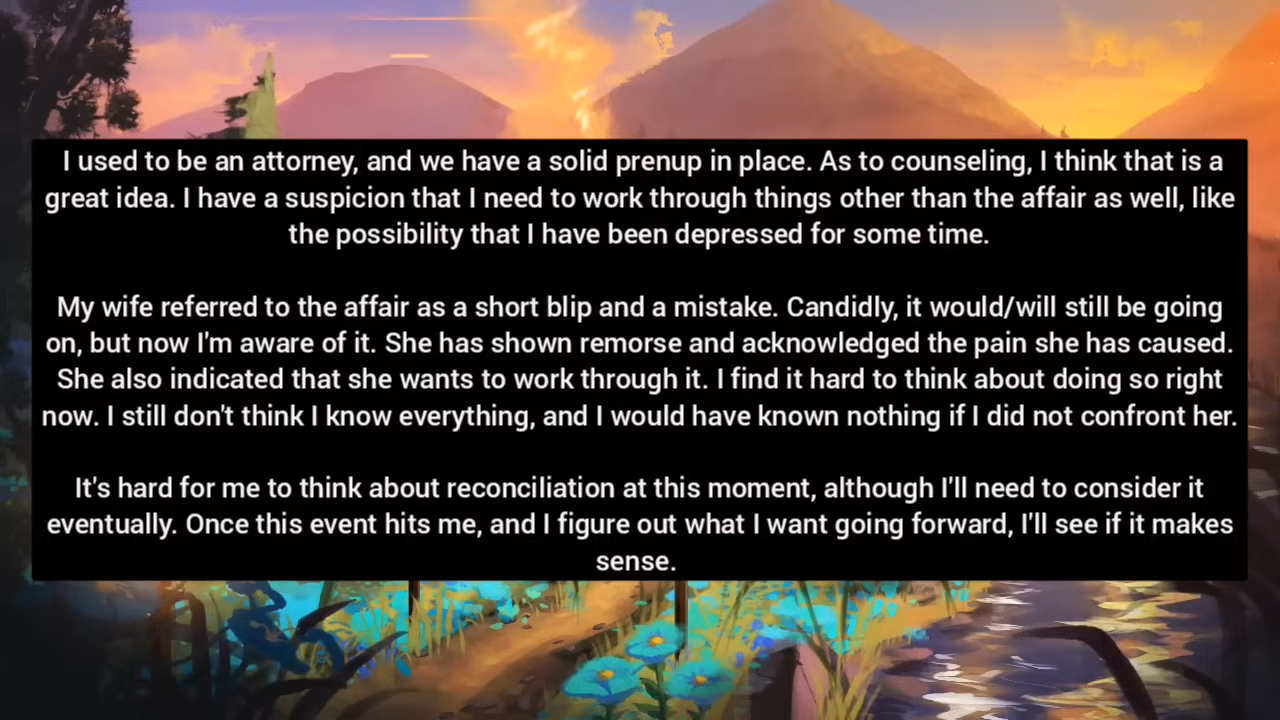 I used to be an attorney, and we have a solid prenup in place. As to counseling, I think that is a
great idea. I have a suspicion that I need to work through things other than the affair as well, like
the possibility that I have been depressed for some time.
My wife referred to the affair as a short blip and a mistake. Candidly, it would/will still be going
on, but now I'm aware of it. She has shown remorse and acknowledged the pain she has caused.
She also indicated that she wants to work through it. I find it hard to think about doing so right
now. I still don't think I know everything, and I would have known nothing if I did not confront her.
It's hard for me to think about reconciliation at this moment, although I'll need to consider it
eventually. Once this event hits me, and I figure out what I want going forward, I'll see if it makes
sense.